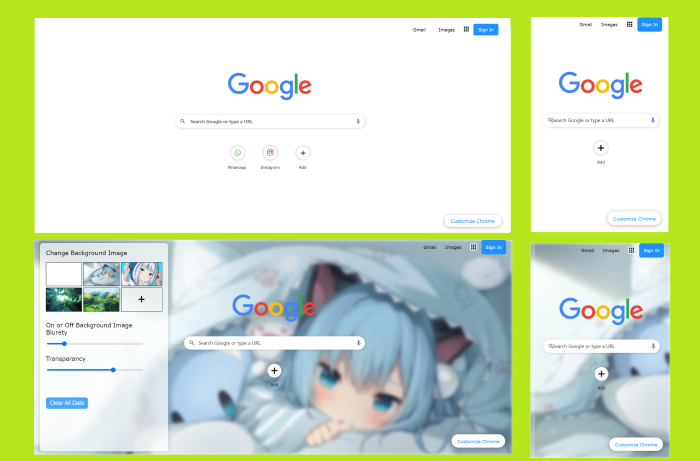 Gmail Images Sign In
Google
Search Google or type a URL
Whatsapp Instagram Add
Customize Chrome
Gmail Images Sign In
Google
Search Google or type a URL
Add
Customize Chrome
Change Background Image
On or Off Background Image
Blurety
Transparancy
Clear All Data
Gmail Images Sign In
Google
Search Google or type a URL
Add
Customize Chrome
Gmail Images Sign In
Google
Search Google or type a URL
Add
Customize Chrome